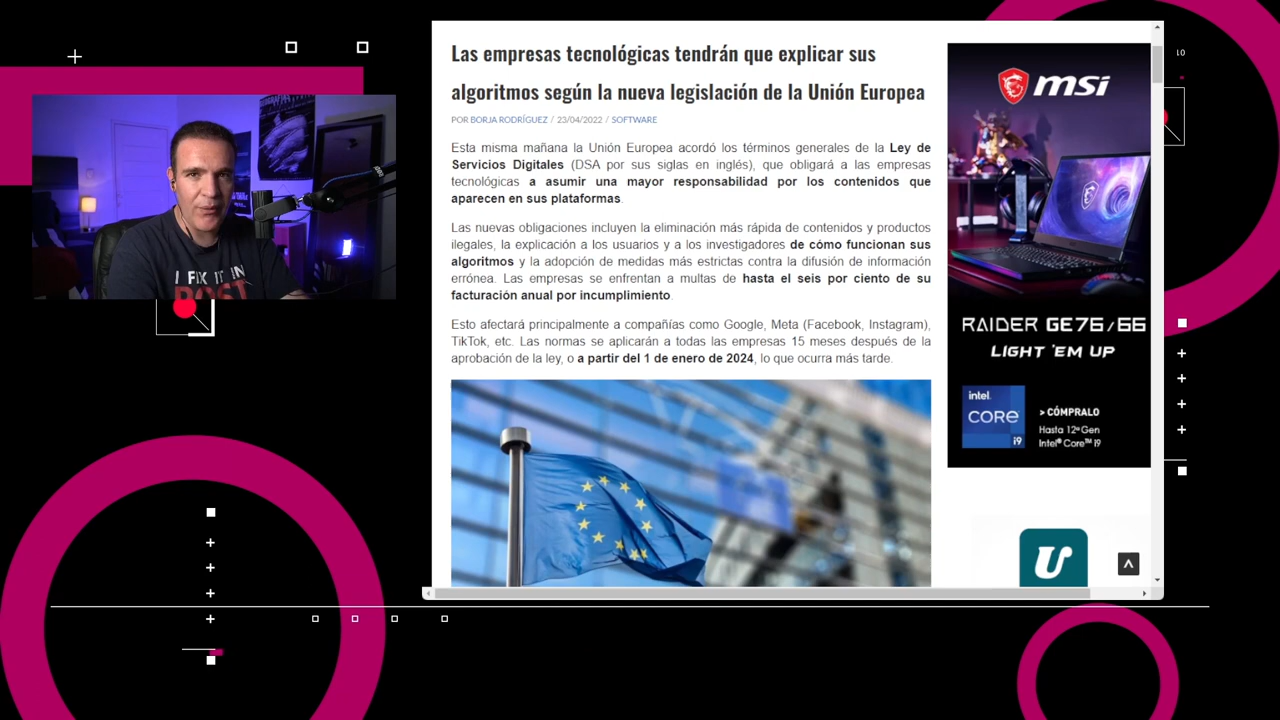 Las empresas tecnológicas tendrán que explicar sus
algoritmos según la nueva legislación de la Unión Europea
POR BORJA RODRÍGUEZ / 23/04/2022 / SOFTWARE
Esta misma mañana la Unión Europea acordó los términos generales de la Ley de
Servicios Digitales (DSA por sus siglas en inglés), que obligará a las empresas
tecnológicas a asumir una mayor responsabilidad por los contenidos que
aparecen en sus plataformas.
Las nuevas obligaciones incluyen la eliminación más rápida de contenidos y productos
ilegales, la explicación a los usuarios y a los investigadores de cómo funcionan sus
algoritmos y la adopción de medidas más estrictas contra la difusión de información
errónea. Las empresas se enfrentan a multas de hasta el seis por ciento de su
facturación anual por incumplimiento.
Esto afectará principalmente a compañías como Google, Meta (Facebook, Instagram),
TikTok, etc. Las normas se aplicarán a todas las empresas 15 meses después de la
aprobación de la ley, o a partir del 1 de enero de 2024, lo que ocurra más tarde.
msi
RAIDER GE76/66
LIGHT 'EM UP
intel.
CORE
i9
> CÓMPRALO
Hasta 12ª Gen
Intel® Core™ i9
I FIX IT IN
POST